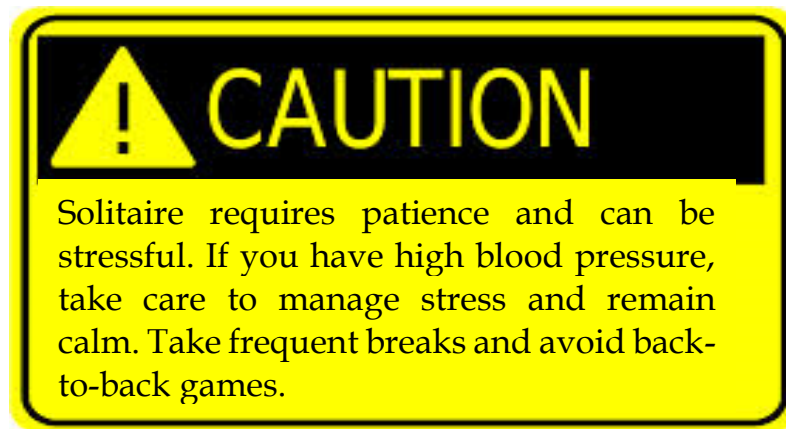 CAUTION
Solitaire requires patience and can be
stressful. If you have high blood pressure,
take care to manage stress and remain
calm. Take frequent breaks and avoid back-
to-back games.